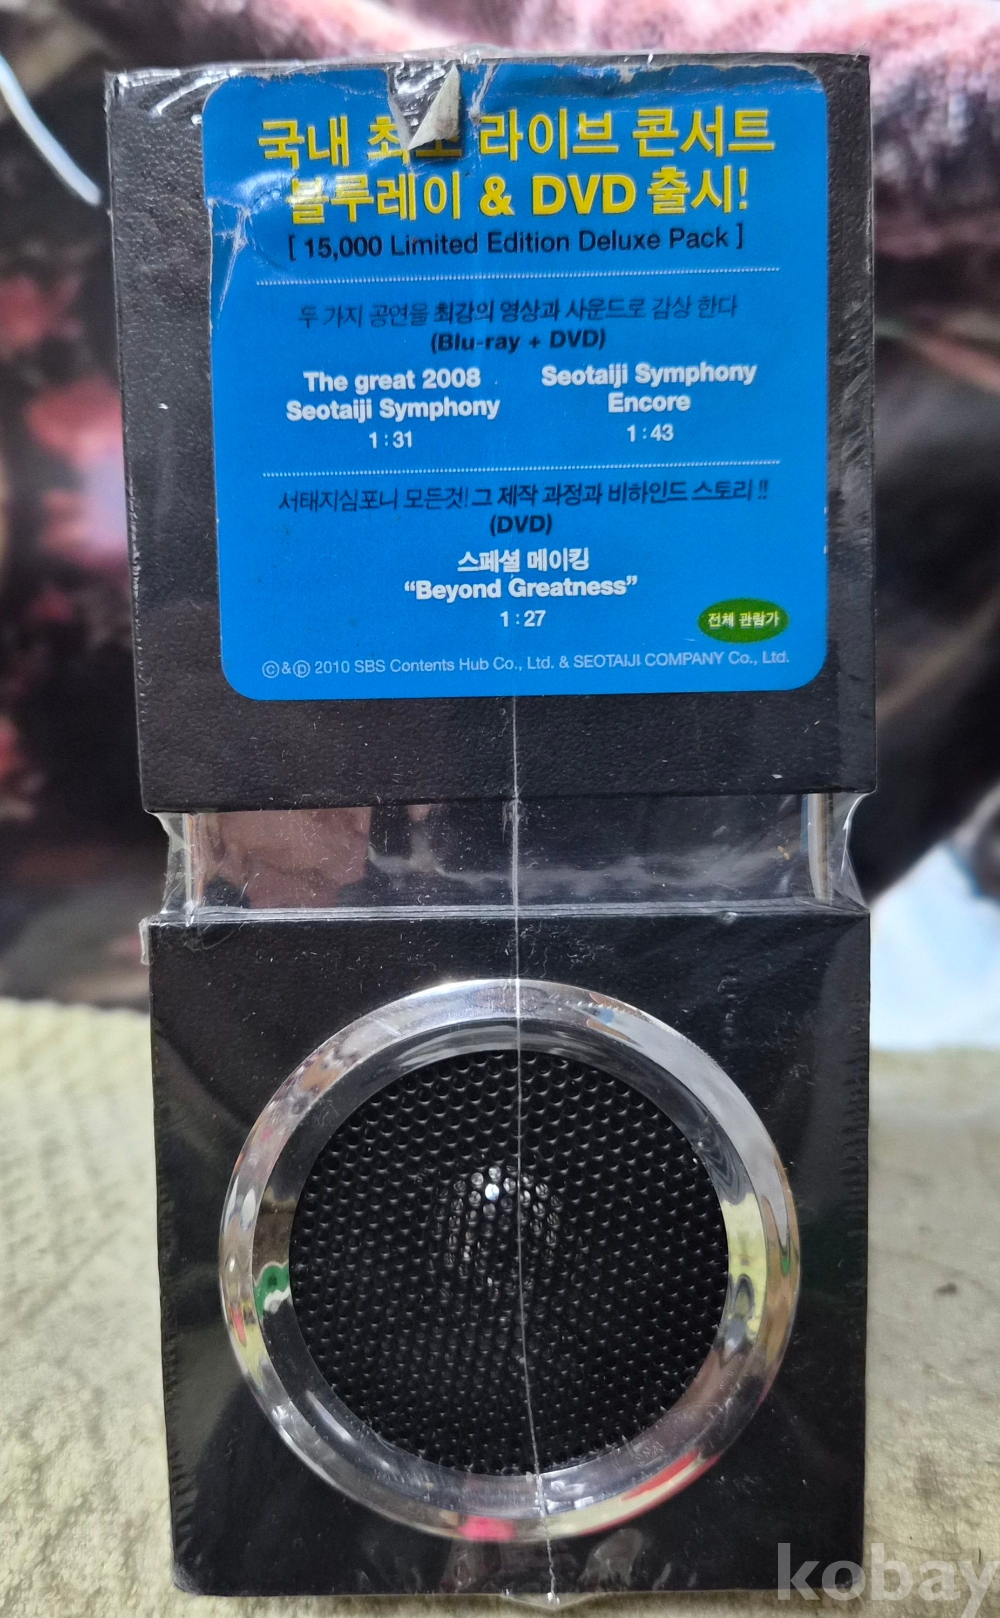 국내 최초 라이브 콘서트
블루레이 & DVD 출시!
[ 15,000 Limited Edition Deluxe Pack ]
두 가지 공연을 최강의 영상과 사운드로 감상 한다
(Blu-ray + DVD)
The great 2008
Seotaiji Symphony
1 : 31
Seotaiji Symphony
Encore
1 : 43
서태지심포니 모든것! 그 제작 과정과 비하인드 스토리 !!
(DVD)
스페셜 메이킹
“Beyond Greatness”
1 : 27
전체 관람가
©&℗ 2010 SBS Contents Hub Co., Ltd. & SEOTAIJI COMPANY Co., Ltd.
kobay